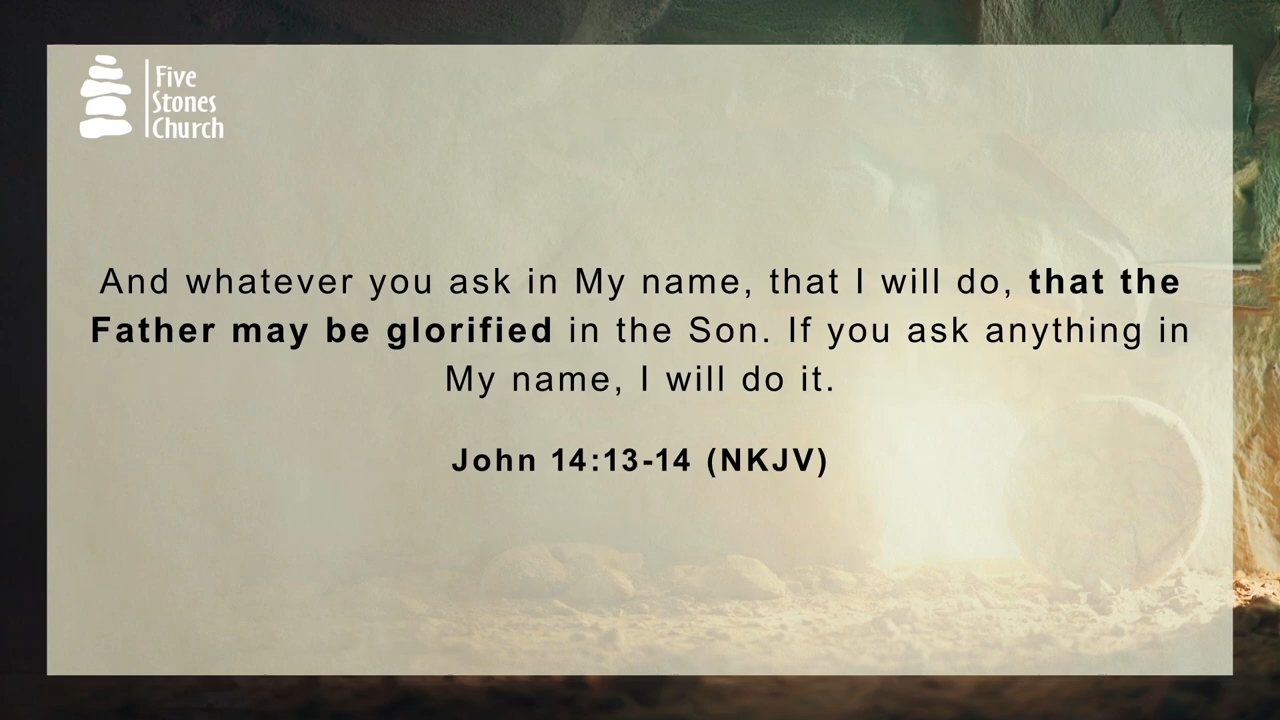 Five
Stones
Church
And whatever you ask in My name, that I will do, that the
Father may be glorified in the Son. If you ask anything in
My name, I will do it.
John 14:13-14 (NKJV)